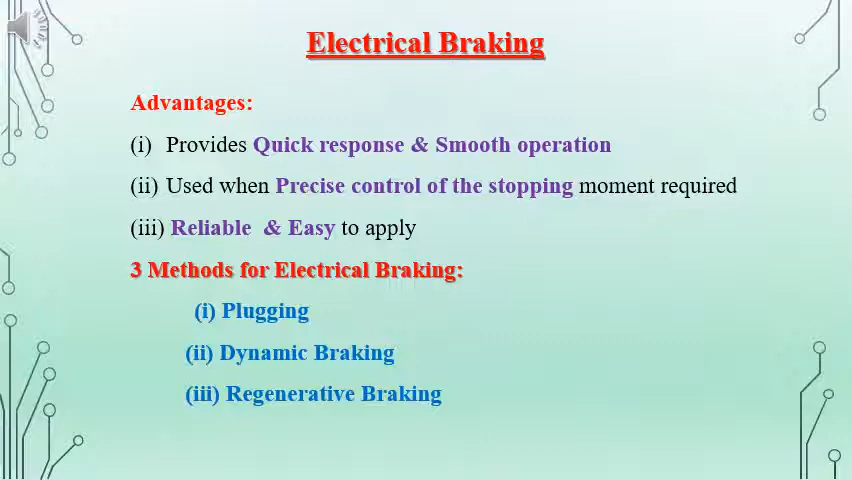 Electrical Braking
Advantages:
(i) Provides Quick response & Smooth operation
(ii) Used when Precise control of the stopping moment required
(iii) Reliable & Easy to apply
3 Methods for Electrical Braking:
(i) Plugging
(ii) Dynamic Braking
(iii) Regenerative Braking